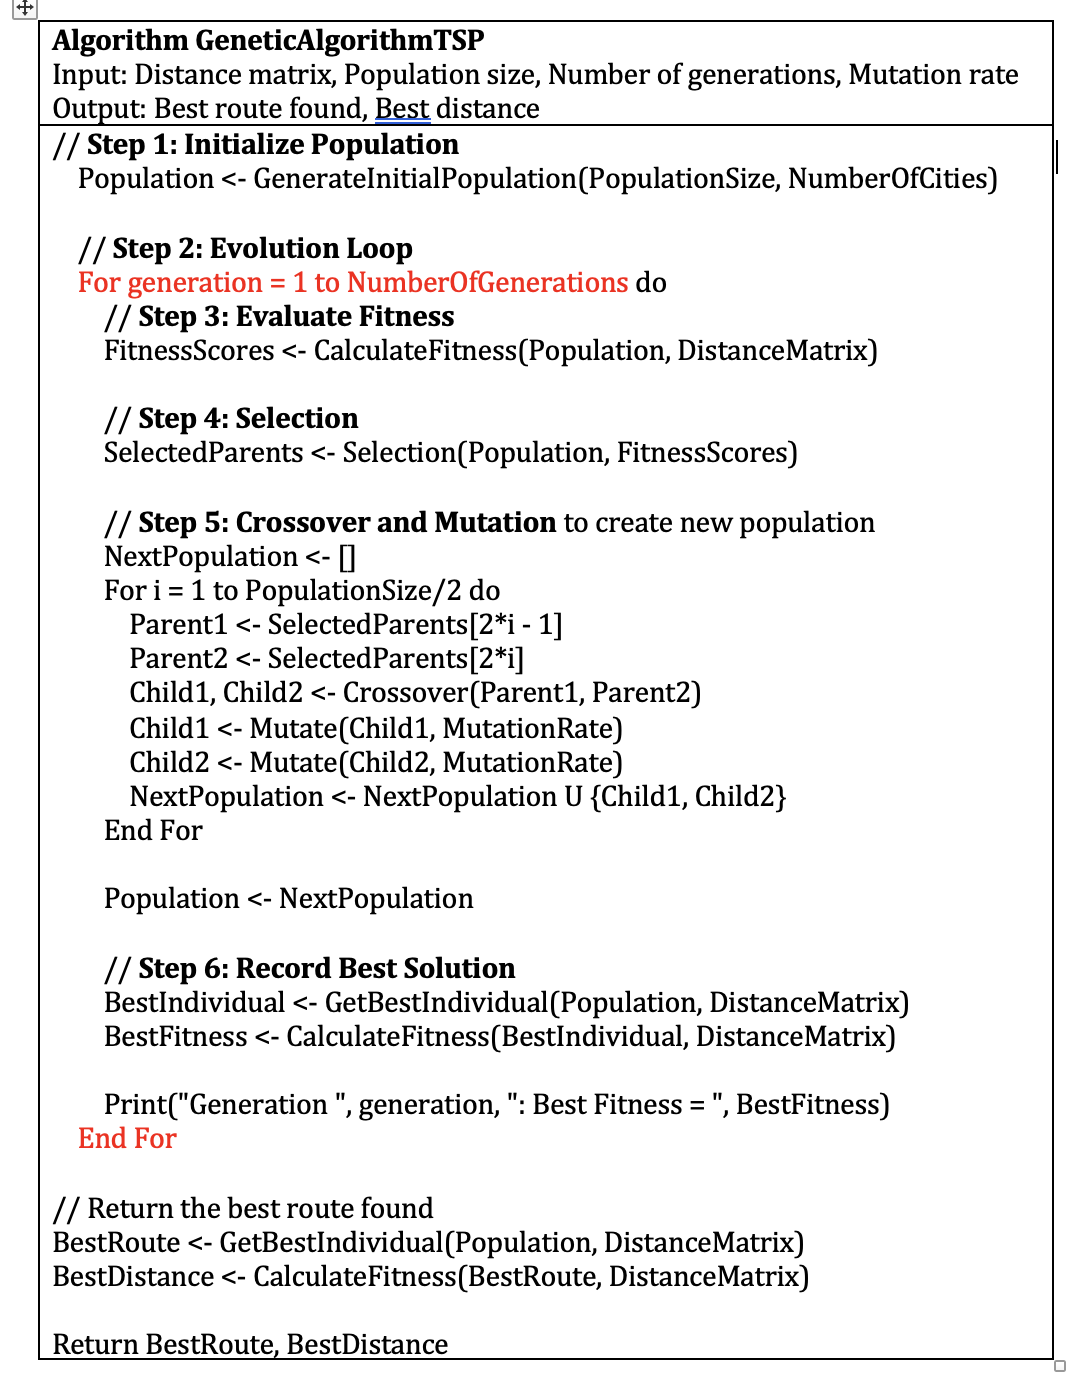 Algorithm GeneticAlgorithmTSP
Input: Distance matrix, Population size, Number of generations, Mutation rate
Output: Best route found, Best distance
// Step 1: Initialize Population
Population <- GenerateInitialPopulation(PopulationSize, NumberOfCities)
// Step 2: Evolution Loop
For generation = 1 to NumberOfGenerations do
// Step 3: Evaluate Fitness
FitnessScores <- CalculateFitness(Population, DistanceMatrix)
// Step 4: Selection
SelectedParents <- Selection(Population, FitnessScores)
// Step 5: Crossover and Mutation to create new population
NextPopulation <- []
For i = 1 to PopulationSize/2 do
Parent1 <- SelectedParents[2*i - 1]
Parent2 <- SelectedParents[2*i]
Child1, Child2 <- Crossover(Parent1, Parent2)
Child1 <- Mutate(Child1, MutationRate)
Child2 <- Mutate(Child2, MutationRate)
NextPopulation <- NextPopulation U {Child1, Child2}
End For
Population <- NextPopulation
// Step 6: Record Best Solution
BestIndividual <- GetBestIndividual(Population, DistanceMatrix)
BestFitness <- CalculateFitness(BestIndividual, DistanceMatrix)
Print("Generation ", generation, ": Best Fitness = ", BestFitness)
End For
// Return the best route found
BestRoute <- GetBestIndividual(Population, DistanceMatrix)
BestDistance <- CalculateFitness(BestRoute, DistanceMatrix)
Return BestRoute, BestDistance